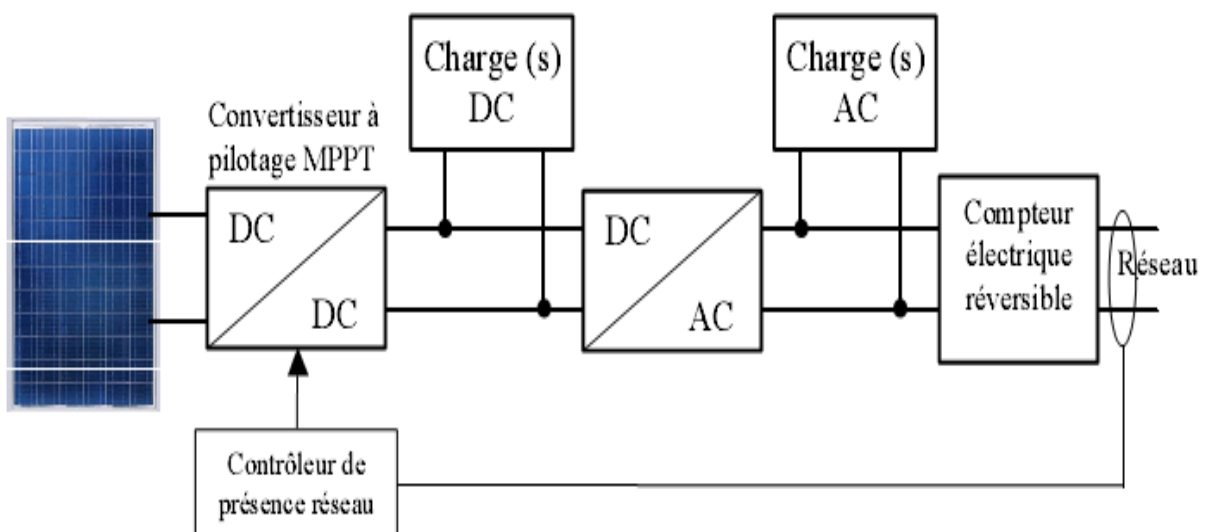 Charge (s)
DC
Charge (s)
AC
Convertisseur à
pilotage MPPT
DC
DC
DC
AC
Compteur
électrique
réversible
Réseau
Contrôleur de
présence réseau